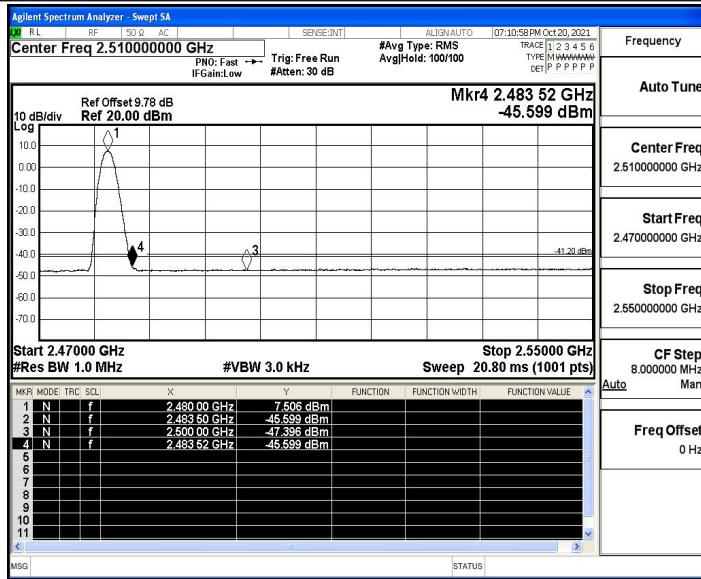 Agilent Spectrum Analyzer - Swept SA
LXI RL RF 50 Ω AC SENSE:INT ALIGNAUTO 07:10:58 PM Oct 20, 2021
Center Freq 2.510000000 GHz
PNO: Fast
IFGain:Low
Trig: Free Run
#Atten: 30 dB
#Avg Type: RMS
Avg|Hold: 100/100
TRACE 1 2 3 4 5 6
TYPE M
DET P P P P P P
Ref Offset 9.78 dB
10 dB/div Ref 20.00 dBm
Log
Mkr4 2.483 52 GHz
-45.599 dBm
10.0
0.00
-10.0
-20.0
-30.0
-40.0
-50.0
-60.0
-70.0
1
4
3
-41.20 dBm
Start 2.47000 GHz Stop 2.55000 GHz
#Res BW 1.0 MHz #VBW 3.0 kHz Sweep 20.80 ms (1001 pts)
MKR MODE TRC SCL X Y FUNCTION FUNCTION WIDTH FUNCTION VALUE
1 N f 2.480 00 GHz 7.506 dBm
2 N f 2.483 50 GHz -45.599 dBm
3 N f 2.500 00 GHz -47.396 dBm
4 N f 2.483 52 GHz -45.599 dBm
5
6
7
8
9
10
11
MSG STATUS
Frequency
Auto Tune
Center Freq
2.510000000 GHz
Start Freq
2.470000000 GHz
Stop Freq
2.550000000 GHz
CF Step
8.000000 MHz
Auto Man
Freq Offset
0 Hz